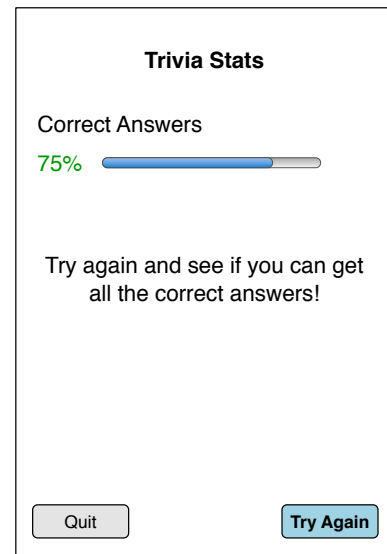 Trivia Stats
Correct Answers
75%
Try again and see if you can get
all the correct answers!
Quit
Try Again